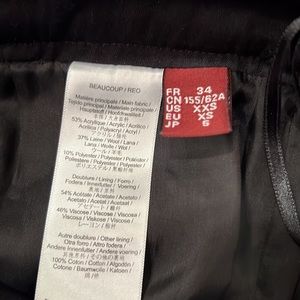 BEAUCOUP / REO
Matière principale / Main fabric /
Tejido principal / Materiale principale /
Hauptstoff / Hoofdkwaliteit /
53% Acrylique / Acrylic / Acrílico
/ Acrilico / Polyacryl / Acryl /
37% Laine / Wool / Lana /
Lana / Wolle / Wol /
10% Polyester / Polyester / Poliéster
/ Poliestere / Polyester / Polyester /
Doublure / Lining / Forro /
Fodera / Innenfutter / Voering /
54% Acétate / Acetate / Acetato
/ Acetato / Acetat / Acetaat /
46% Viscose / Viscose / Viscosa
/ Viscosa / Viskose / Viscose /
Autre doublure / Other lining /
Otra forro / Altra fodera /
Anderes Innenfutter / Andere voering /
100% Coton / Cotton / Algodón /
Cotone / Baumwolle / Katoen /
FR 34
CN 155/62A
US XXS
EU XS
JP 5